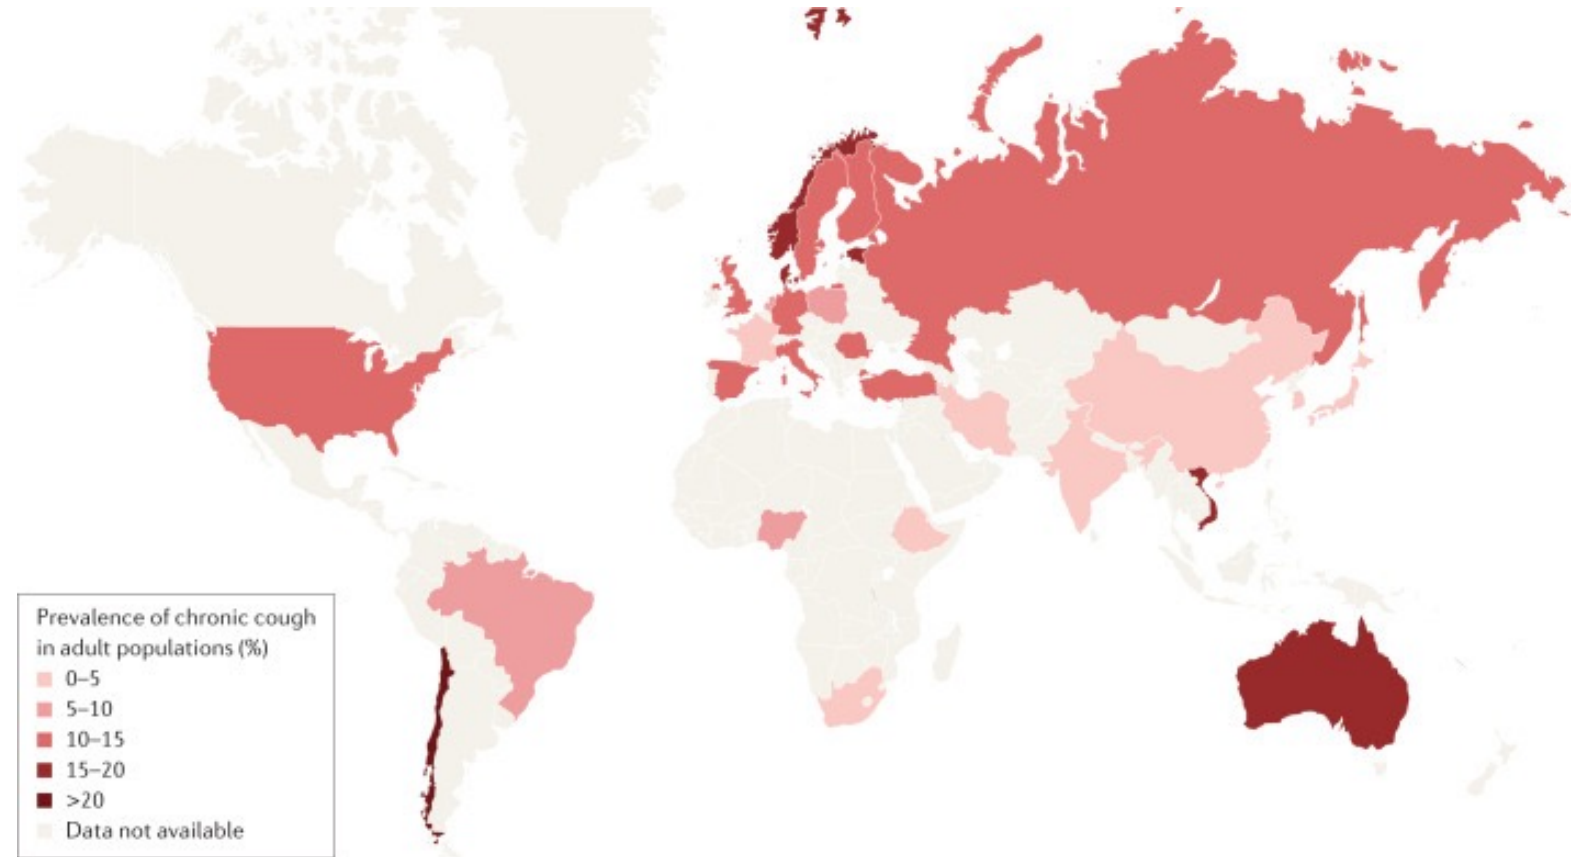 Prevalence of chronic cough
in adult populations (%)
0–5
5–10
10–15
15–20
>20
Data not available